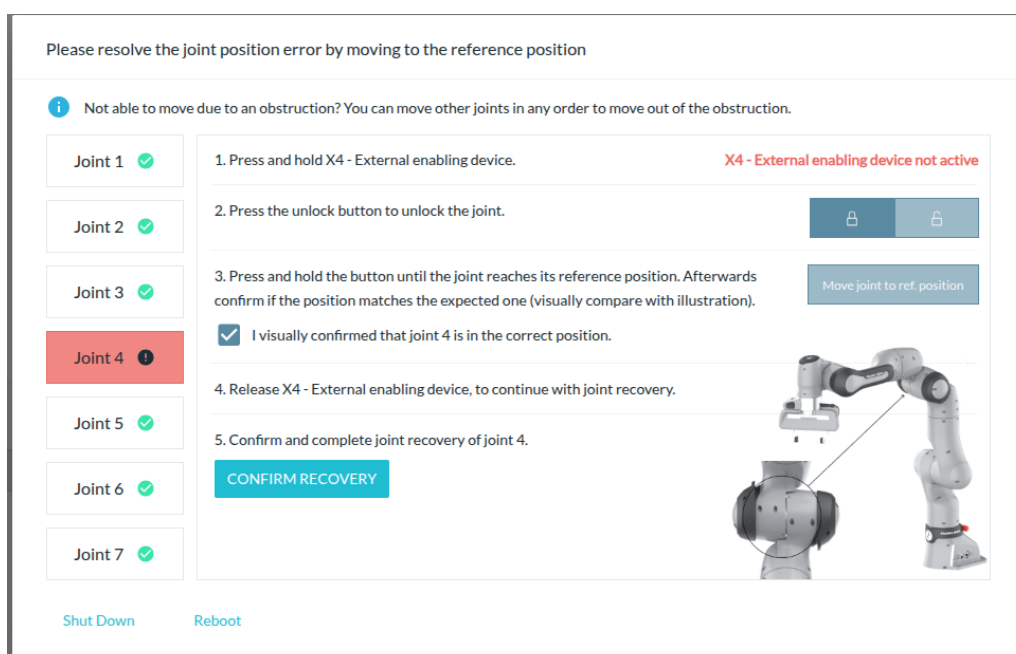 Please resolve the joint position error by moving to the reference position
Not able to move due to an obstruction? You can move other joints in any order to move out of the obstruction.
Joint 1
Joint 2
Joint 3
Joint 4
Joint 5
Joint 6
Joint 7
1. Press and hold X4 - External enabling device.
X4 - External enabling device not active
2. Press the unlock button to unlock the joint.
3. Press and hold the button until the joint reaches its reference position. Afterwards
confirm if the position matches the expected one (visually compare with illustration).
Move joint to ref. position
I visually confirmed that joint 4 is in the correct position.
4. Release X4 - External enabling device, to continue with joint recovery.
5. Confirm and complete joint recovery of joint 4.
CONFIRM RECOVERY
Shut Down
Reboot